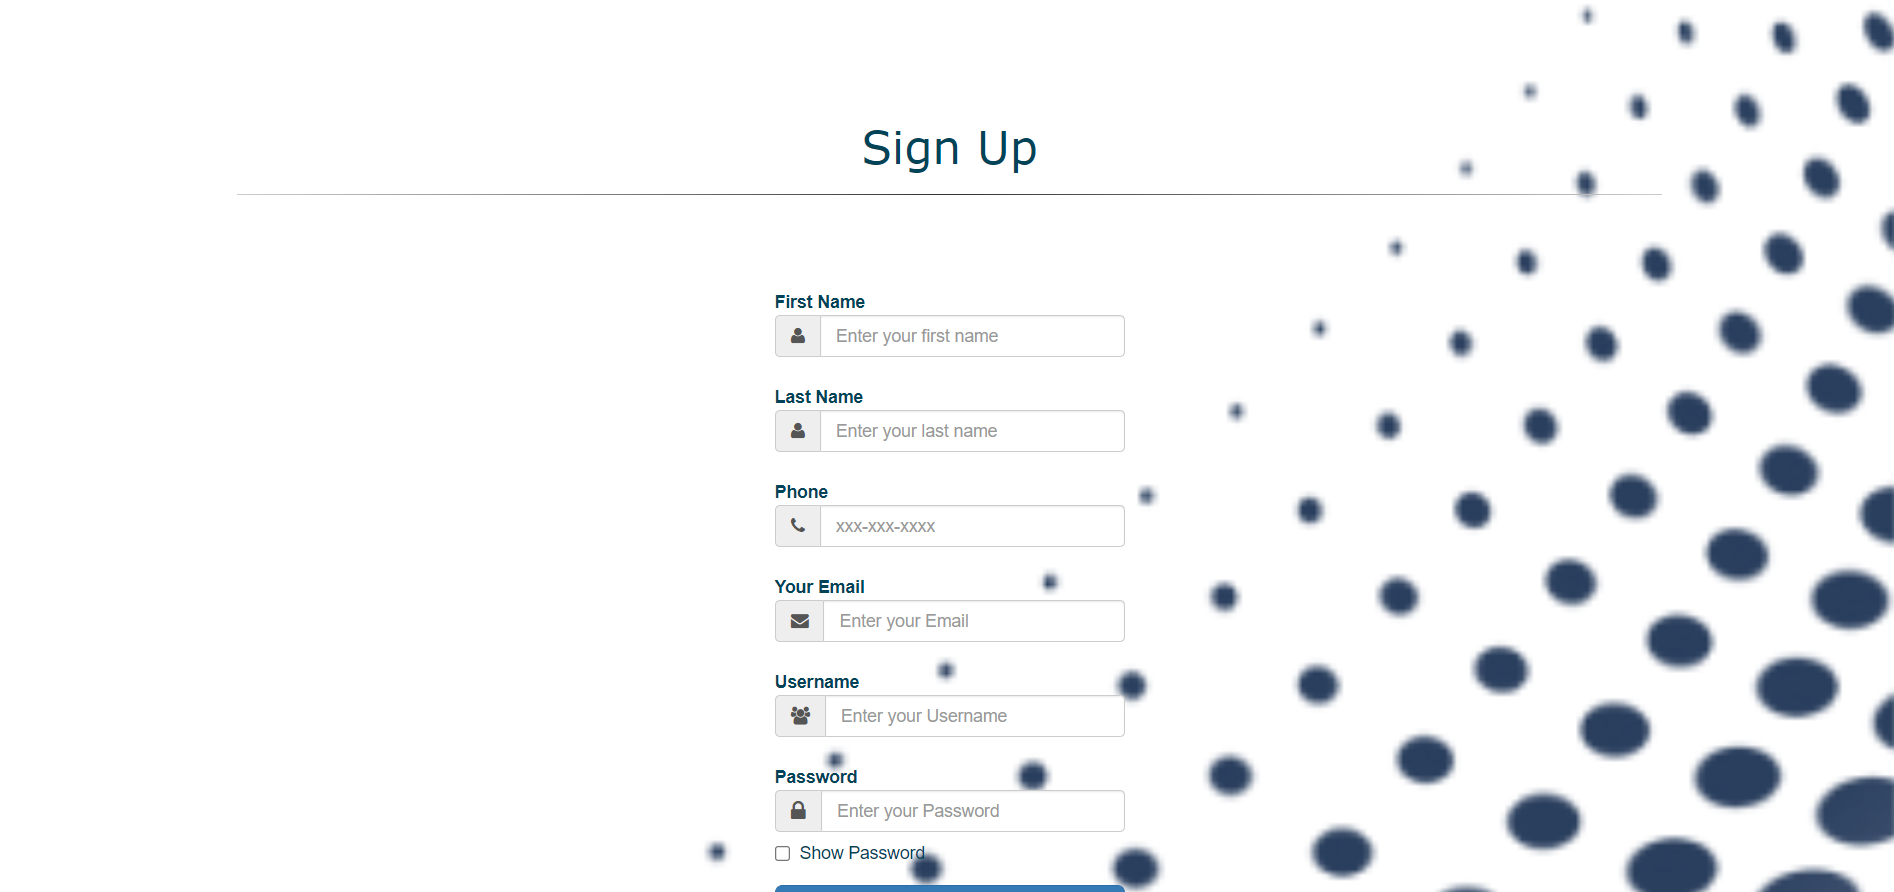 Sign Up
First Name
Enter your first name
Last Name
Enter your last name
Phone
xxx-xxx-xxxx
Your Email
Enter your Email
Username
Enter your Username
Password
Enter your Password
Show Password